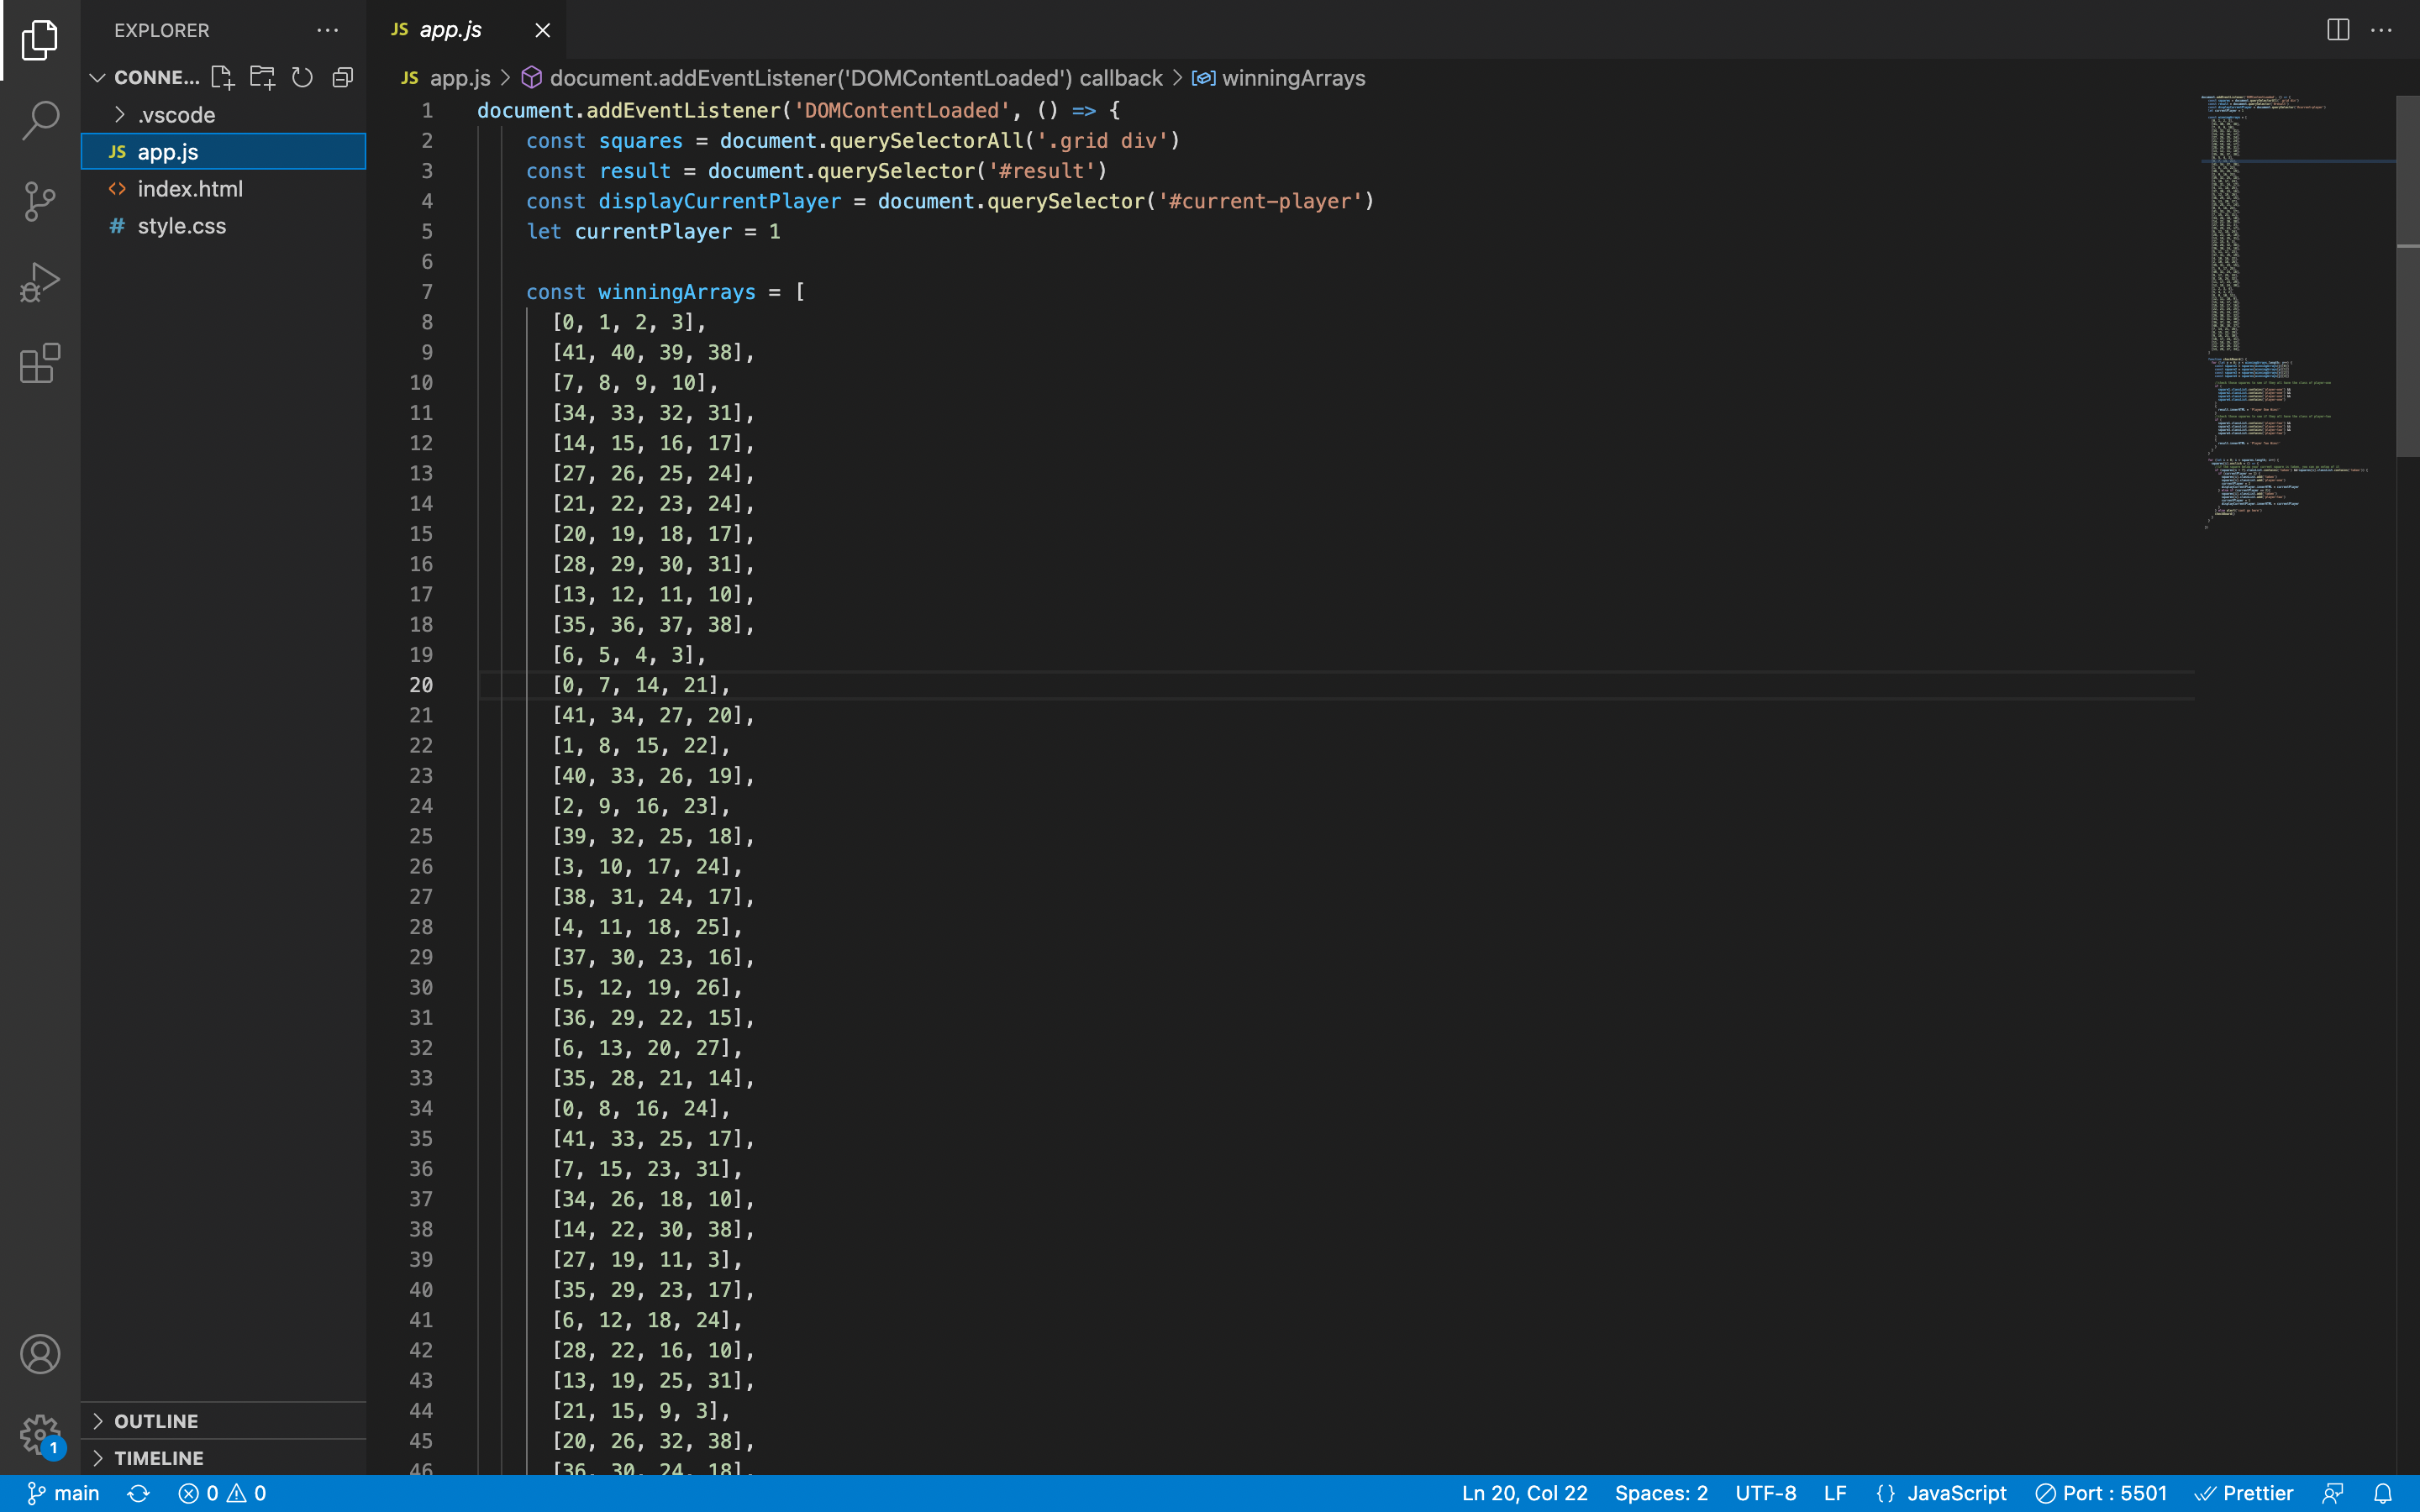 EXPLORER
CONNE...
.vscode
JS app.js
<> index.html
# style.css
OUTLINE
TIMELINE
JS app.js
JS app.js > document.addEventListener('DOMContentLoaded') callback > winningArrays
1 document.addEventListener('DOMContentLoaded', () => {
2 const squares = document.querySelectorAll('.grid div')
3 const result = document.querySelector('#result')
4 const displayCurrentPlayer = document.querySelector('#current-player')
5 let currentPlayer = 1
6
7 const winningArrays = [
8 [0, 1, 2, 3],
9 [41, 40, 39, 38],
10 [7, 8, 9, 10],
11 [34, 33, 32, 31],
12 [14, 15, 16, 17],
13 [27, 26, 25, 24],
14 [21, 22, 23, 24],
15 [20, 19, 18, 17],
16 [28, 29, 30, 31],
17 [13, 12, 11, 10],
18 [35, 36, 37, 38],
19 [6, 5, 4, 3],
20 [0, 7, 14, 21],
21 [41, 34, 27, 20],
22 [1, 8, 15, 22],
23 [40, 33, 26, 19],
24 [2, 9, 16, 23],
25 [39, 32, 25, 18],
26 [3, 10, 17, 24],
27 [38, 31, 24, 17],
28 [4, 11, 18, 25],
29 [37, 30, 23, 16],
30 [5, 12, 19, 26],
31 [36, 29, 22, 15],
32 [6, 13, 20, 27],
33 [35, 28, 21, 14],
34 [0, 8, 16, 24],
35 [41, 33, 25, 17],
36 [7, 15, 23, 31],
37 [34, 26, 18, 10],
38 [14, 22, 30, 38],
39 [27, 19, 11, 3],
40 [35, 29, 23, 17],
41 [6, 12, 18, 24],
42 [28, 22, 16, 10],
43 [13, 19, 25, 31],
44 [21, 15, 9, 3],
45 [20, 26, 32, 38],
46 [36, 30, 24, 18],
1
main 0 0 Ln 20, Col 22 Spaces: 2 UTF-8 LF {} JavaScript Port : 5501 Prettier